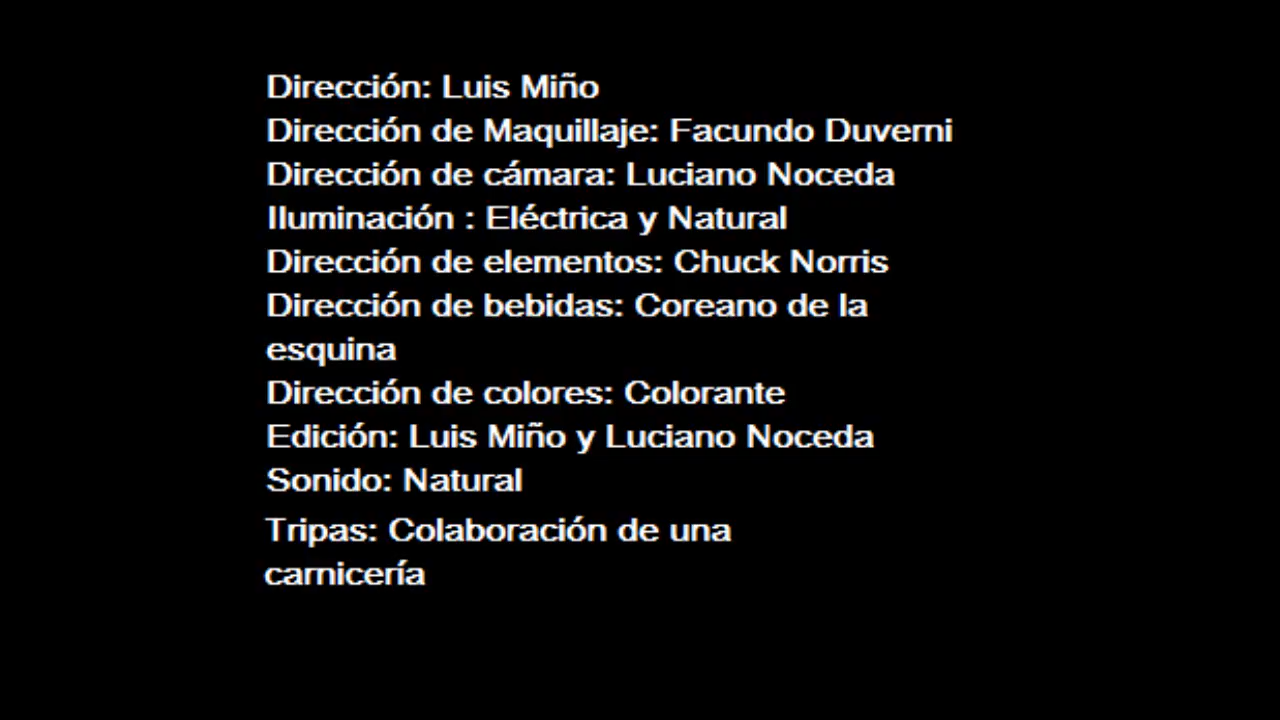 Dirección: Luis Miño
Dirección de Maquillaje: Facundo Duverni
Dirección de cámara: Luciano Noceda
Iluminación : Eléctrica y Natural
Dirección de elementos: Chuck Norris
Dirección de bebidas: Coreano de la
esquina
Dirección de colores: Colorante
Edición: Luis Miño y Luciano Noceda
Sonido: Natural
Tripas: Colaboración de una
carnicería